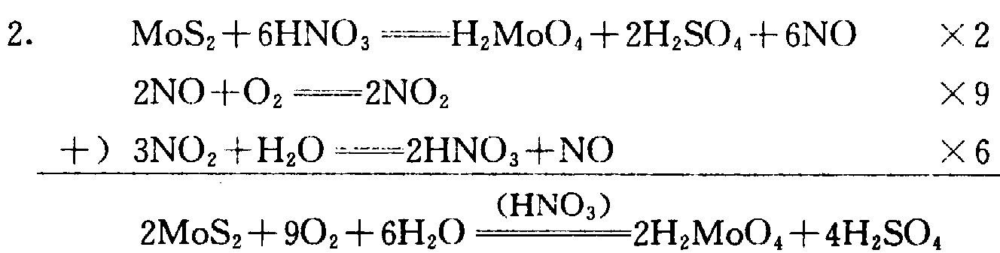 2. MoS₂+6HNO₃══H₂MoO₄+2H₂SO₄+6NO ×2
2NO+O₂══2NO₂ ×9
+) 3NO₂+H₂O══2HNO₃+NO ×6
(HNO₃)
2MoS₂+9O₂+6H₂O══2H₂MoO₄+4H₂SO₄